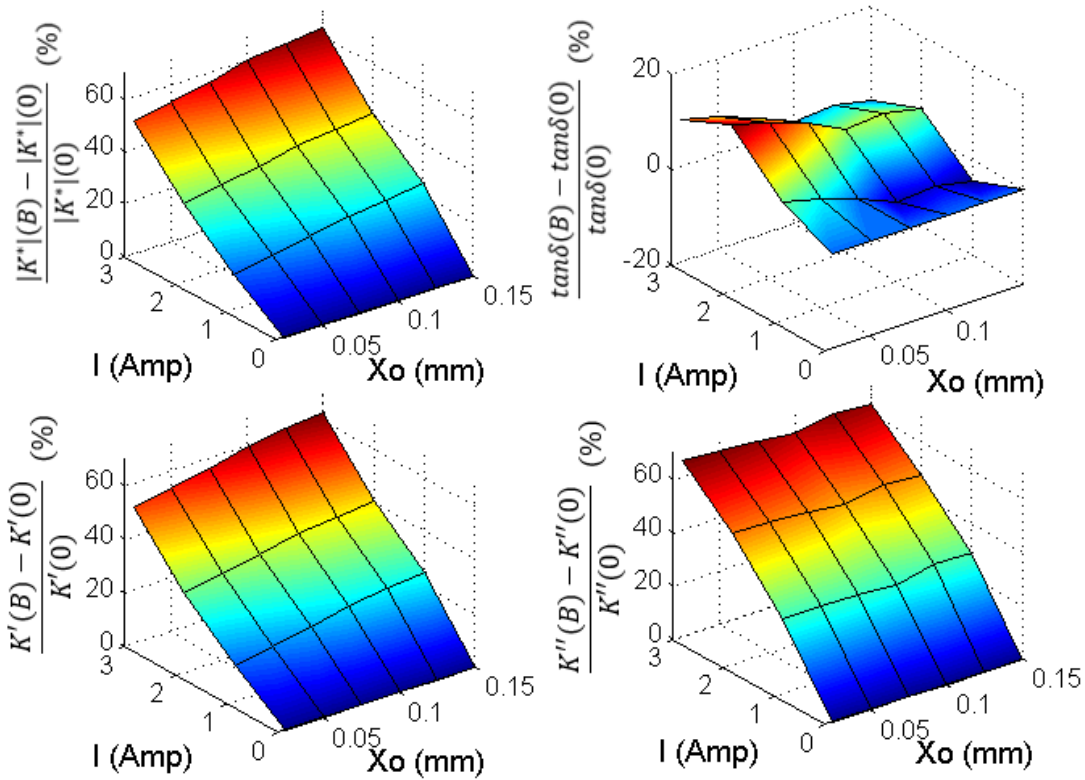 |K*|(B) − |K*|(0)
|K*|(0)
(%)
60
40
20
0
3
2
1
0
I (Amp)
0.05
0.1
0.15
Xo (mm)
tanδ(B) − tanδ(0)
tanδ(0)
(%)
20
0
-20
3
2
1
0
I (Amp)
0.05
0.1
Xo (mm)
K′(B) − K′(0)
K′(0)
(%)
60
40
20
0
3
2
1
0
I (Amp)
0.05
0.1
0.15
Xo (mm)
K′′(B) − K′′(0)
K′′(0)
(%)
60
40
20
0
3
2
1
0
I (Amp)
0.05
0.1
0.15
Xo (mm)